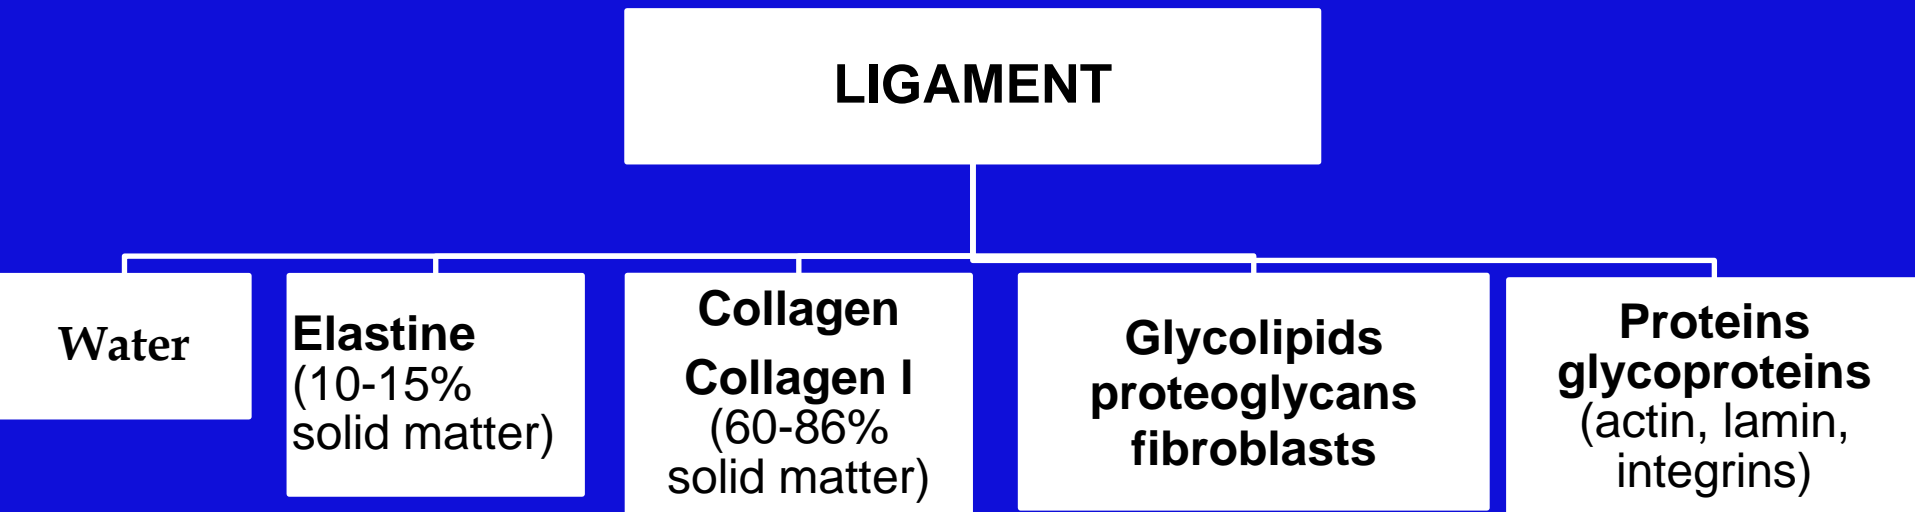 LIGAMENT
Water
Elastine
(10-15%
solid matter)
Collagen
Collagen I
(60-86%
solid matter)
Glycolipids
proteoglycans
fibroblasts
Proteins
glycoproteins
(actin, lamin,
integrins)